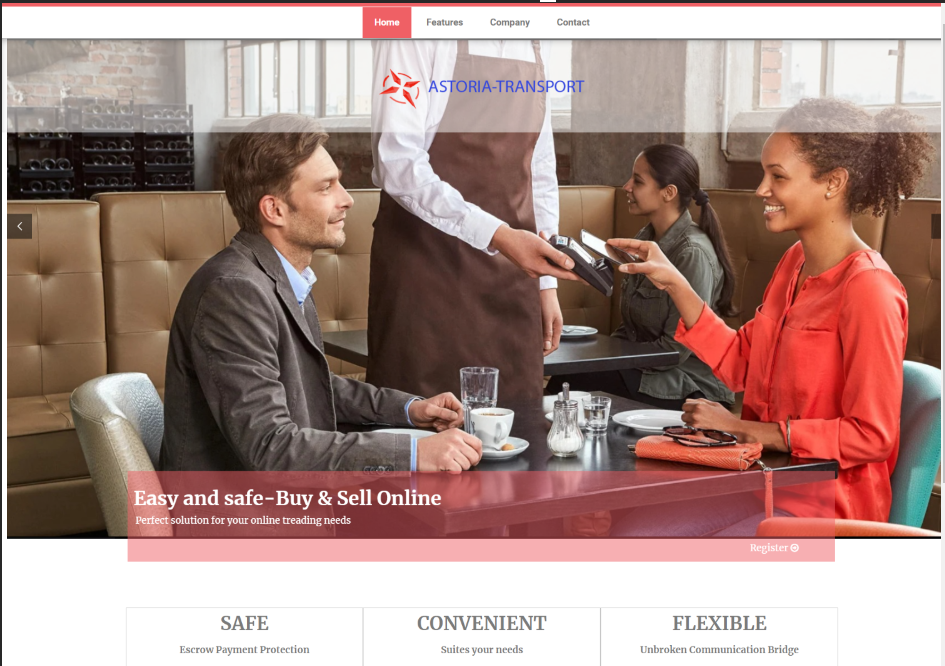 Home Features Company Contact
ASTORIA-TRANSPORT
Easy and safe-Buy & Sell Online
Perfect solution for your online treading needs
Register
SAFE
Escrow Payment Protection
CONVENIENT
Suites your needs
FLEXIBLE
Unbroken Communication Bridge